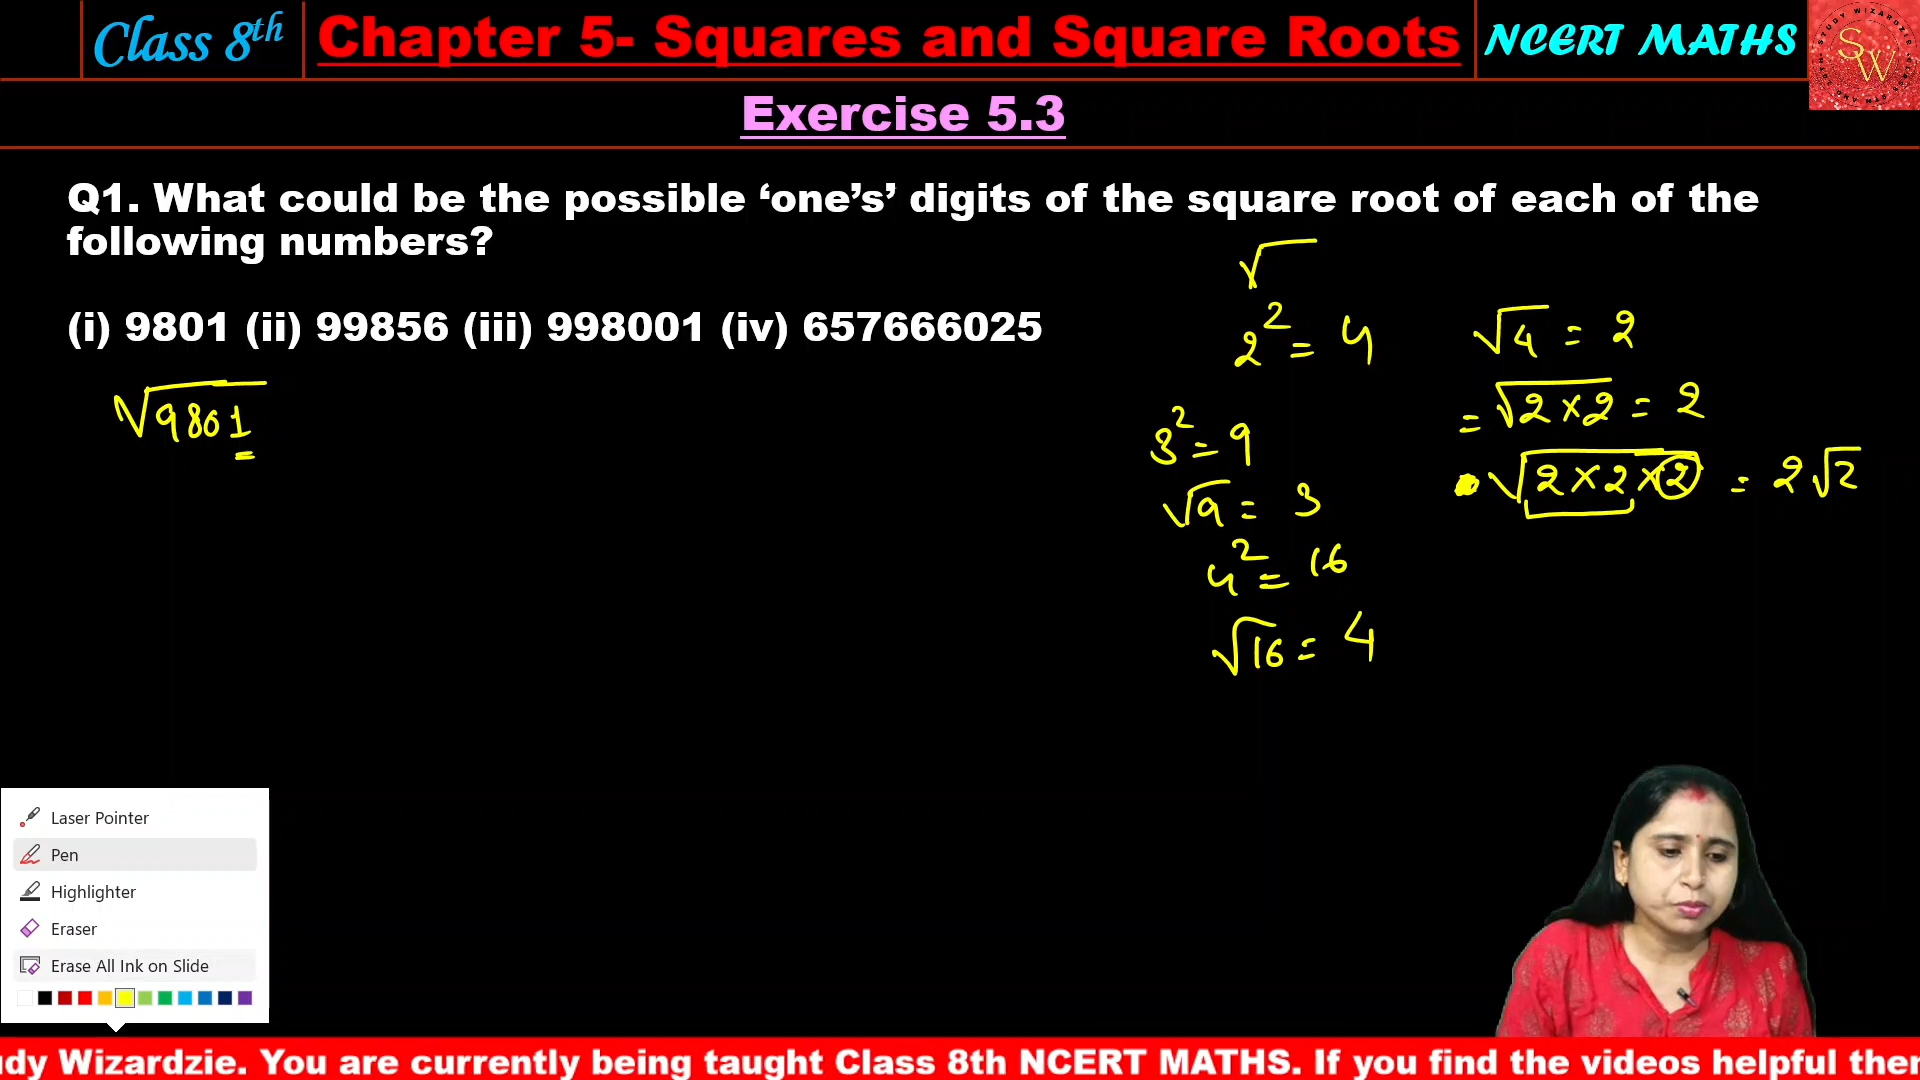 Class 8th
Chapter 5- Squares and Square Roots
NCERT MATHS
SW
Exercise 5.3
Q1. What could be the possible ‘one’s’ digits of the square root of each of the
following numbers?
(i) 9801 (ii) 99856 (iii) 998001 (iv) 657666025
√9801
√
2² = 4
3² = 9
√9 = 3
4² = 16
√16 = 4
√4 = 2
= √2×2 = 2
√2×2×2 = 2√2
Laser Pointer
Pen
Highlighter
Eraser
Erase All Ink on Slide
dy Wizardzie. You are currently being taught Class 8th NCERT MATHS. If you find the videos helpful ther